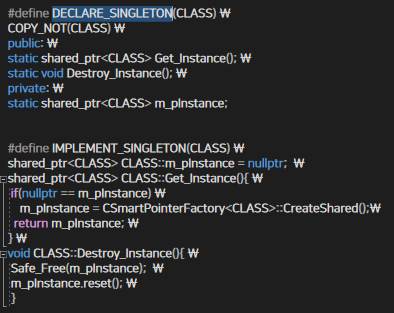 #define DECLARE_SINGLETON(CLASS) ₩
COPY_NOT(CLASS) ₩
public: ₩
static shared_ptr<CLASS> Get_Instance(); ₩
static void Destroy_Instance(); ₩
private: ₩
static shared_ptr<CLASS> m_pInstance;
#define IMPLEMENT_SINGLETON(CLASS) ₩
shared_ptr<CLASS> CLASS::m_pInstance = nullptr; ₩
shared_ptr<CLASS> CLASS::Get_Instance(){ ₩
if(nullptr == m_pInstance) ₩
m_pInstance = CSmartPointerFactory<CLASS>::CreateShared();₩
return m_pInstance; ₩
} ₩
void CLASS::Destroy_Instance(){ ₩
Safe_Free(m_pInstance); ₩
m_pInstance.reset(); ₩
}